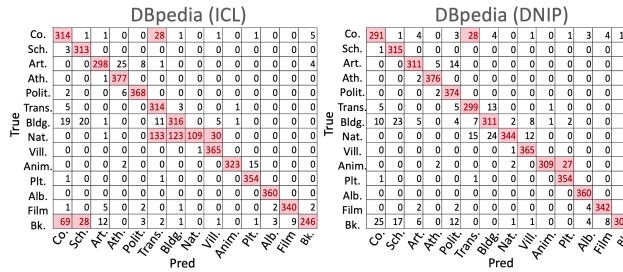 DBpedia (ICL)
Co. 314 1 1 0 0 28 1 0 1 0 0 0 0 5
Sch. 3 313 0 0 0 0 0 0 0 0 0 0 0 0
Art. 0 0 298 25 8 1 0 0 0 0 0 0 0 4
Ath. 0 0 1 377 0 0 0 0 0 0 0 0 0 0
Polit. 2 0 0 6 368 0 0 0 0 0 0 0 0 0
Trans. 5 0 0 0 0 314 3 0 0 1 0 0 0 0
Bldg. 19 20 1 0 0 11 316 0 5 1 0 0 0 0
Nat. 0 0 1 0 0 133 123 109 30 0 0 0 0 0
Vill. 0 0 0 0 0 0 0 1 365 0 0 0 0 0
Anim. 0 0 0 2 0 0 0 0 0 323 15 0 0 0
Plt. 1 0 0 0 0 1 0 0 0 0 354 0 0 0
Alb. 0 0 0 0 0 0 0 0 0 0 0 360 0 0
Film 1 0 5 0 2 0 1 0 0 0 0 2 340 2
Bk. 69 28 12 0 3 2 1 0 1 0 1 3 9 246
Co. Sch. Art. Ath. Polit. Trans. Bldg. Nat. Vill. Anim. Plt. Alb. Film Bk.
True
Pred
DBpedia (DNIP)
Co. 291 1 4 0 3 28 4 0 1 0 1 3 4
Sch. 1 315 0 0 0 0 0 0 0 0 0 0 0
Art. 0 0 311 5 14 0 0 0 0 0 0 0 0
Ath. 0 0 2 376 0 0 0 0 0 0 0 0 0
Polit. 0 0 0 2 374 0 0 0 0 0 0 0 0
Trans. 5 0 0 0 5 299 13 0 0 1 0 0 0
Bldg. 10 23 5 0 4 7 311 2 8 1 2 0 0
Nat. 0 0 0 0 0 15 24 344 12 0 0 0 0
Vill. 0 0 0 0 0 0 0 1 365 0 0 0 0
Anim. 0 0 0 2 0 0 0 2 0 309 27 0 0
Plt. 1 0 0 0 0 1 0 0 0 0 354 0 0
Alb. 0 0 0 0 0 0 0 0 0 0 0 360 0
Film 0 0 2 0 2 0 0 0 0 0 0 4 342
Bk. 25 17 6 0 12 0 0 1 1 0 0 4 8
Co. Sch. Art. Ath. Polit. Trans. Bldg. Nat. Vill. Anim. Plt. Alb. Film
True
Pred